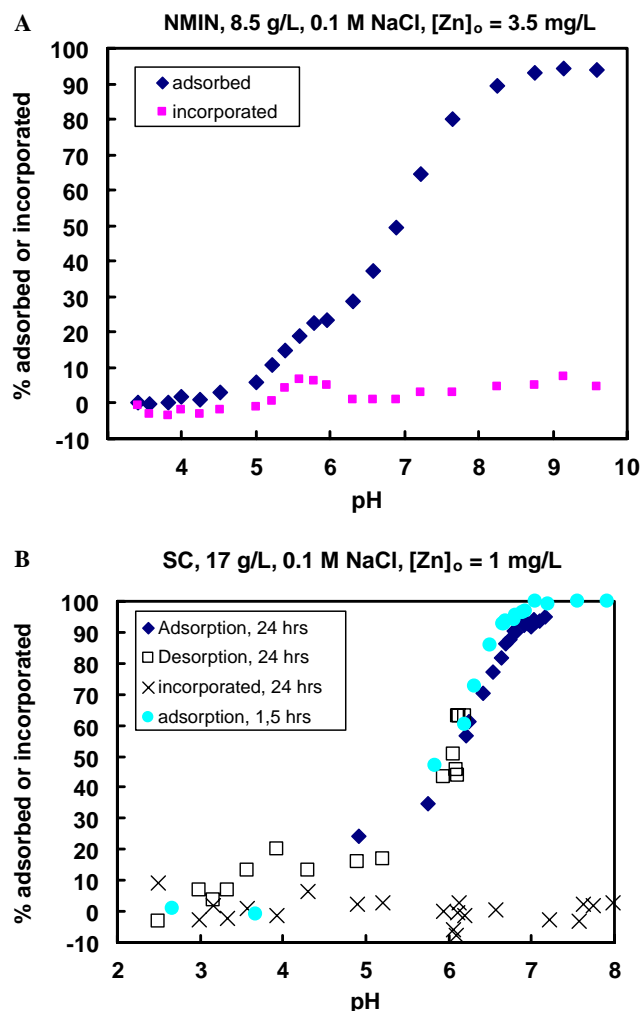 A
NMIN, 8.5 g/L, 0.1 M NaCl, [Zn]o = 3.5 mg/L
% adsorbed or incorporated
100
90
80
70
60
50
40
30
20
10
0
-10
adsorbed
incorporated
4 5 6 7 8 9 10
pH
B
SC, 17 g/L, 0.1 M NaCl, [Zn]o = 1 mg/L
% adsorbed or incorporated
100
90
80
70
60
50
40
30
20
10
0
-10
Adsorption, 24 hrs
Desorption, 24 hrs
incorporated, 24 hrs
adsorption, 1,5 hrs
2 3 4 5 6 7 8
pH